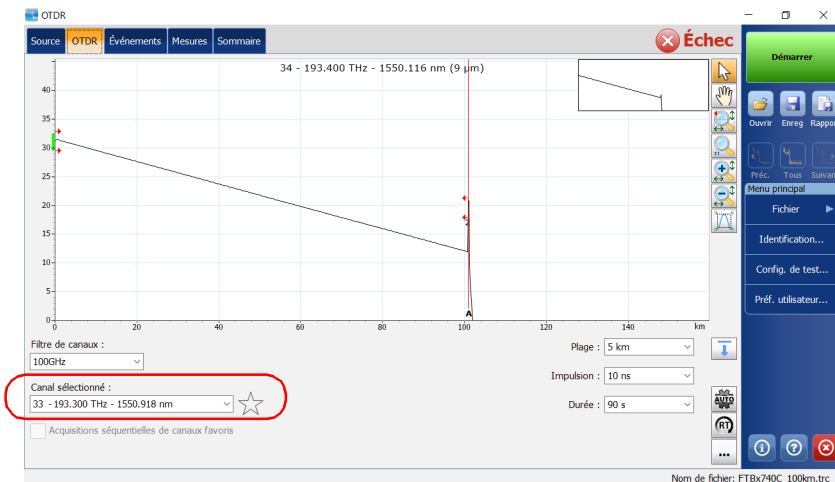 OTDR
Source OTDR Événements Mesures Sommaire
Échec
34 - 193.400 THz - 1550.116 nm (9 µm)
40
35
30
25
20
15
10
5
0
0 20 40 60 80 100 120 140 km
2
A
Filtre de canaux :
100GHz
Canal sélectionné :
33 - 193.300 THz - 1550.918 nm
Acquisitions séquentielles de canaux favoris
Plage : 5 km
Impulsion : 10 ns
Durée : 90 s
AUTO
RT
...
Démarrer
Ouvrir Enreg Rappor
Préc. Tous Suivan
Menu principal
Fichier
Identification...
Config. de test...
Préf. utilisateur...
Nom de fichier: FTBx740C_100km.trc